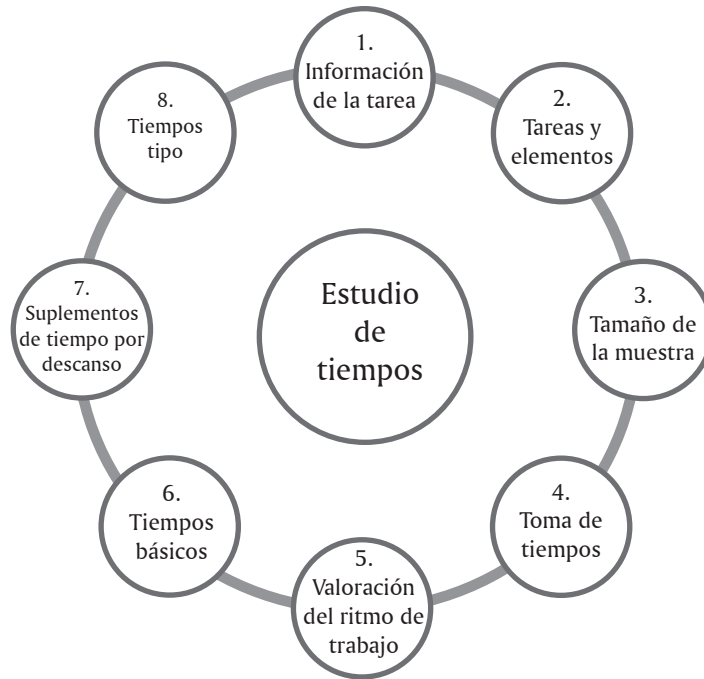 1.
Información
de la tarea
2.
Tareas y
elementos
3.
Tamaño de
la muestra
4.
Toma de
tiempos
5.
Valoración
del ritmo de
trabajo
6.
Tiempos
básicos
7.
Suplementos
de tiempo por
descanso
8.
Tiempos
tipo
Estudio
de
tiempos